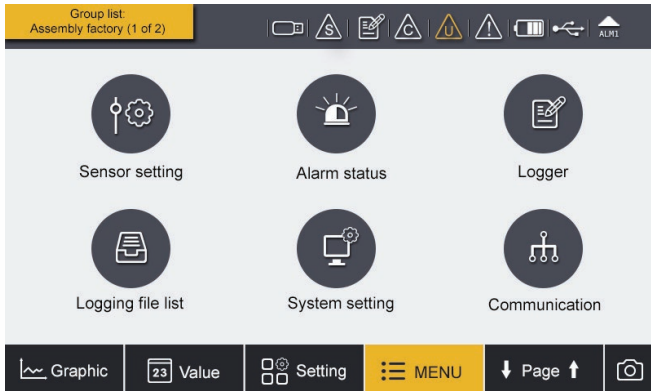 Group list:
Assembly factory (1 of 2)
S
C
U
ALM1
Sensor setting
Alarm status
Logger
Logging file list
System setting
Communication
Graphic
23 Value
Setting
MENU
Page